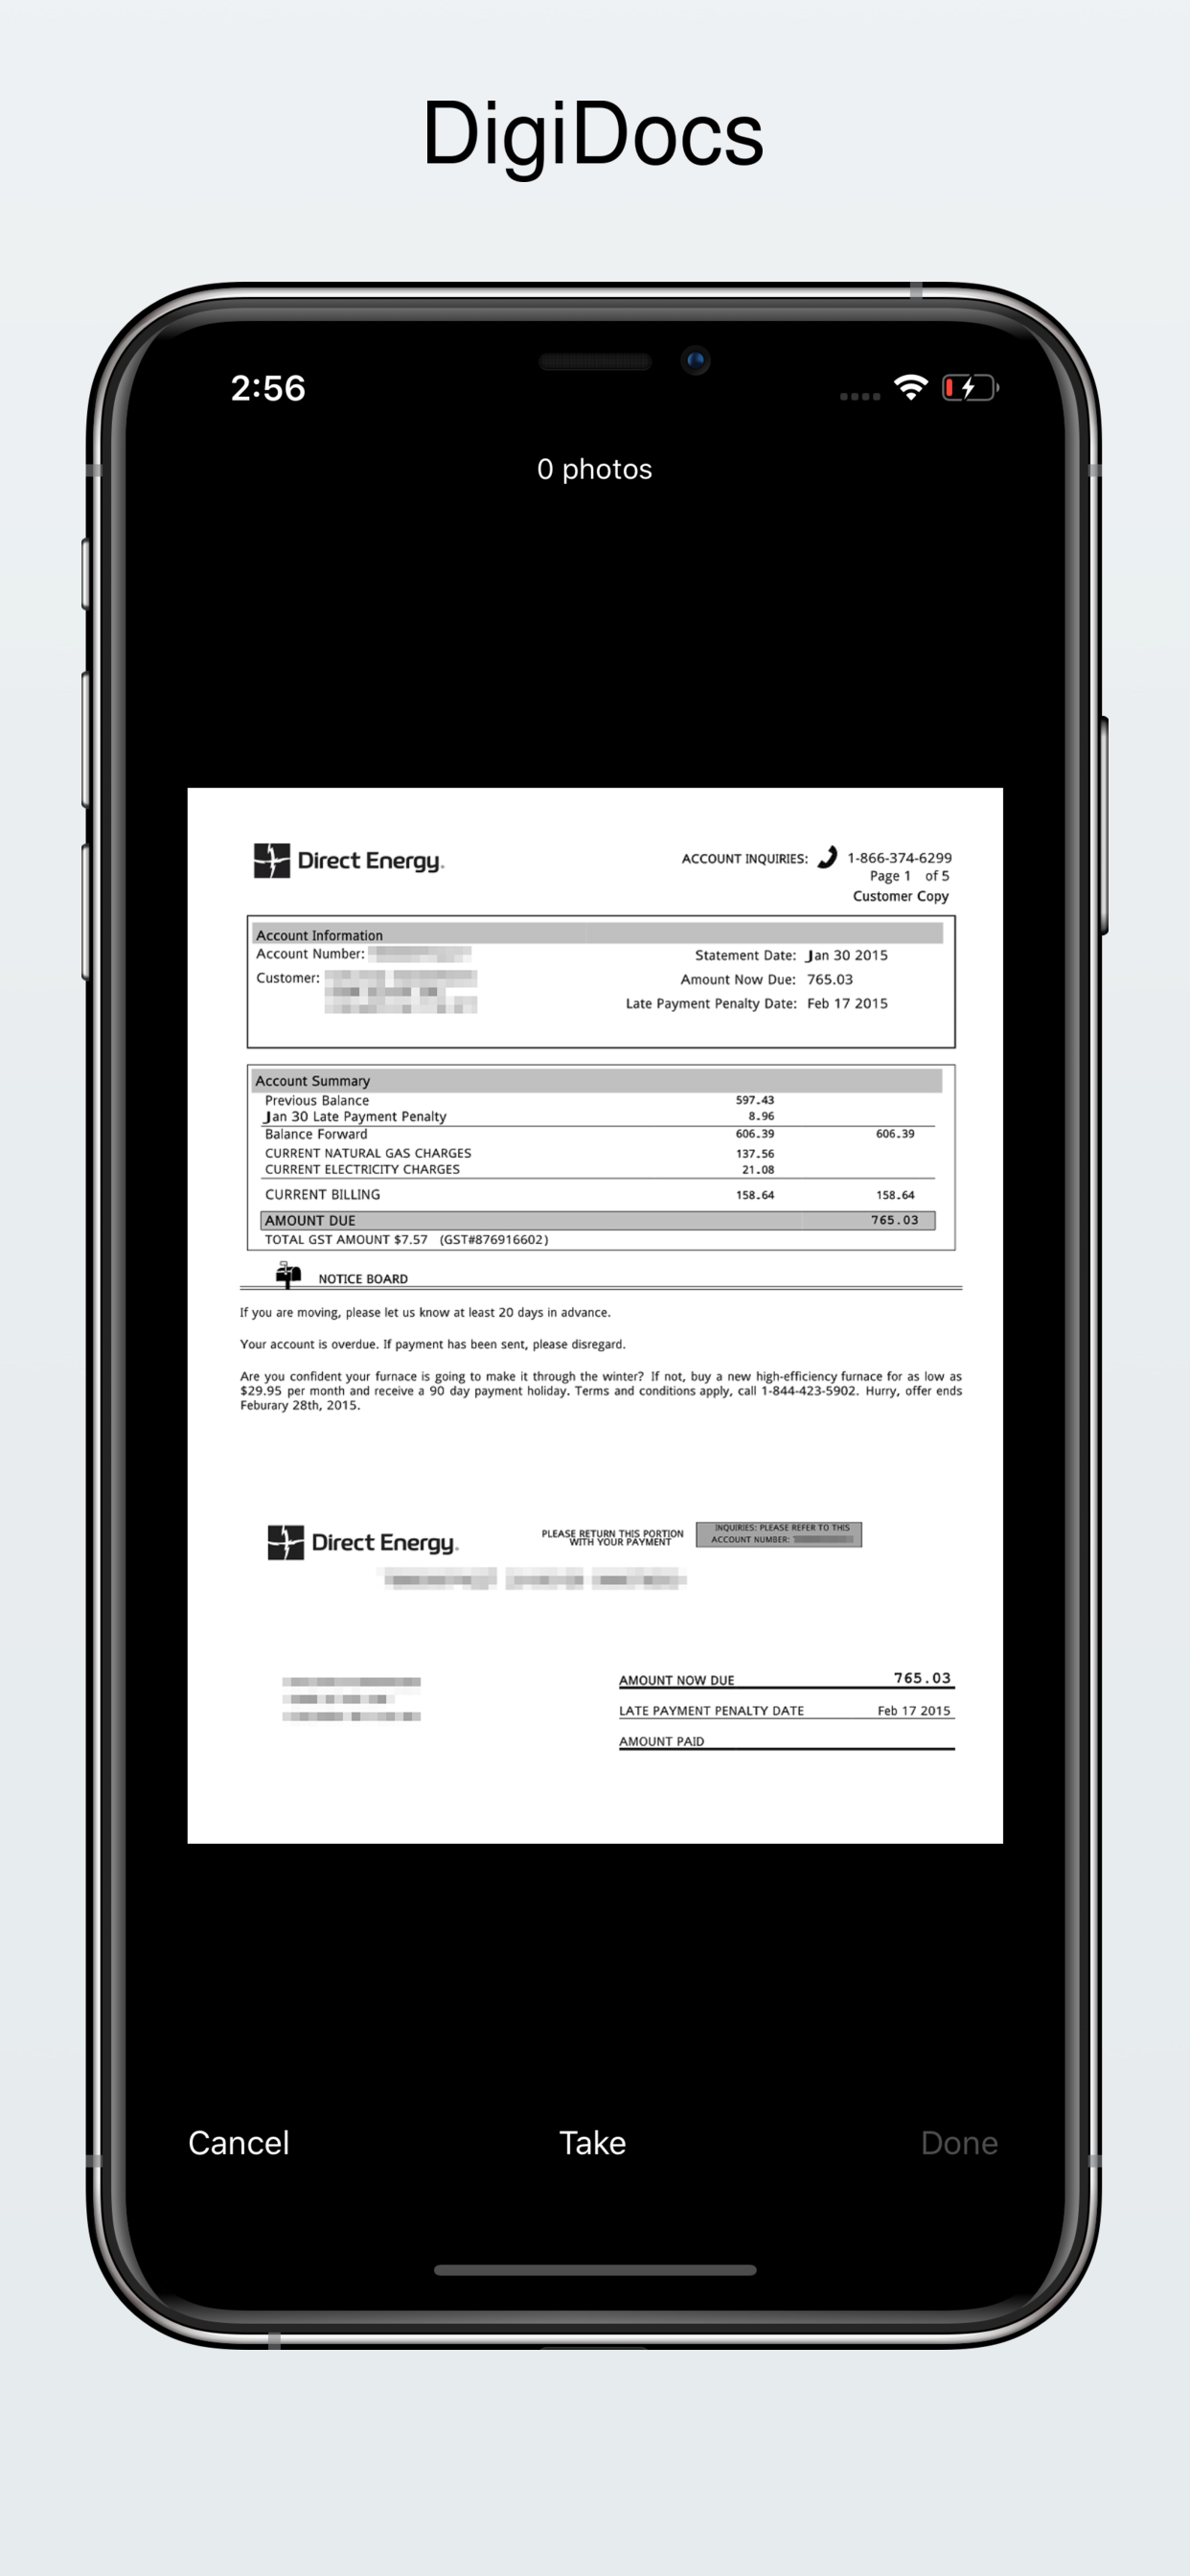 DigiDocs
2:56
0 photos
Direct Energy.
ACCOUNT INQUIRIES: 1-866-374-6299
Page 1 of 5
Customer Copy
Account Information
Account Number:
Statement Date: Jan 30 2015
Customer:
Amount Now Due: 765.03
Late Payment Penalty Date: Feb 17 2015
Account Summary
Previous Balance 597.43
Jan 30 Late Payment Penalty 8.96
Balance Forward 606.39 606.39
CURRENT NATURAL GAS CHARGES 137.56
CURRENT ELECTRICITY CHARGES 21.08
CURRENT BILLING 158.64 158.64
AMOUNT DUE 765.03
TOTAL GST AMOUNT $7.57 (GST#876916602)
NOTICE BOARD
If you are moving, please let us know at least 20 days in advance.
Your account is overdue. If payment has been sent, please disregard.
Are you confident your furnace is going to make it through the winter? If not, buy a new high-efficiency furnace for as low as
$29.95 per month and receive a 90 day payment holiday. Terms and conditions apply, call 1-844-423-5902. Hurry, offer ends
Feburary 28th, 2015.
Direct Energy.
PLEASE RETURN THIS PORTION
WITH YOUR PAYMENT
INQUIRIES: PLEASE REFER TO THIS
ACCOUNT NUMBER:
AMOUNT NOW DUE 765.03
LATE PAYMENT PENALTY DATE Feb 17 2015
AMOUNT PAID
Cancel Take Done